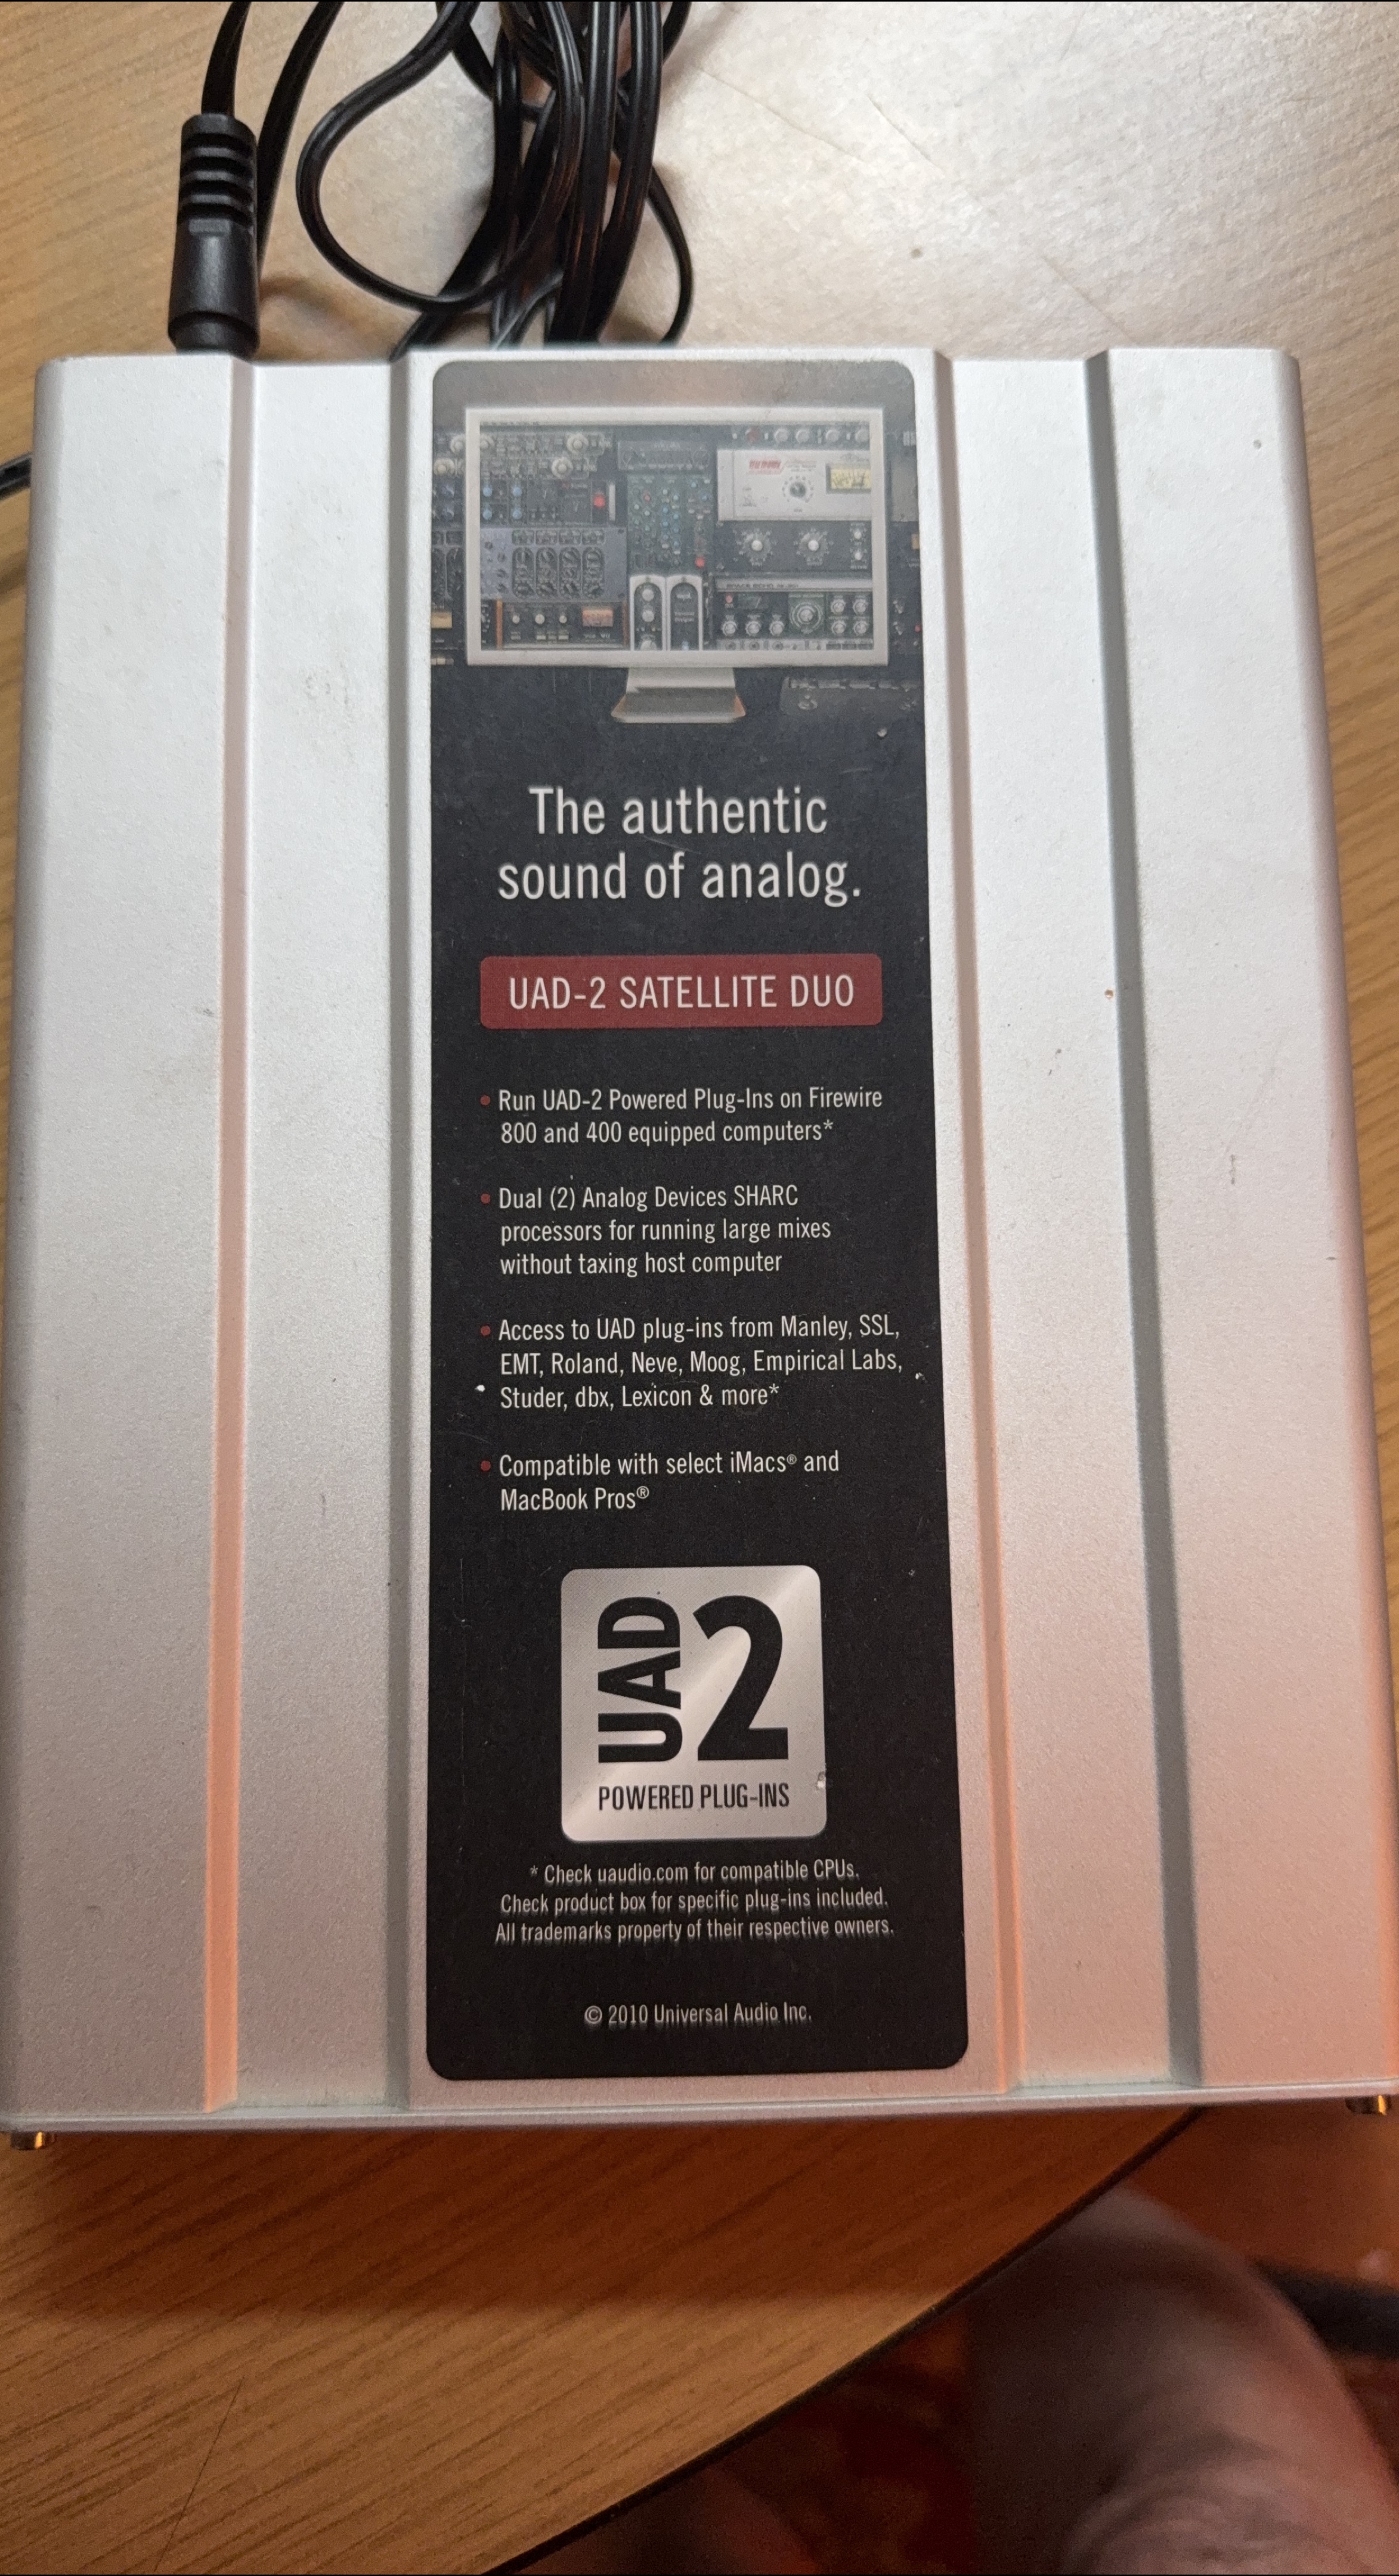 SPACE ECHO
The authentic
sound of analog.
UAD-2 SATELLITE DUO
• Run UAD-2 Powered Plug-Ins on Firewire
800 and 400 equipped computers*
• Dual (2) Analog Devices SHARC
processors for running large mixes
without taxing host computer
• Access to UAD plug-ins from Manley, SSL,
EMT, Roland, Neve, Moog, Empirical Labs,
Studer, dbx, Lexicon & more*
• Compatible with select iMacs® and
MacBook Pros®
UAD 2
POWERED PLUG-INS
* Check uaudio.com for compatible CPUs.
Check product box for specific plug-ins included.
All trademarks property of their respective owners.
© 2010 Universal Audio Inc.